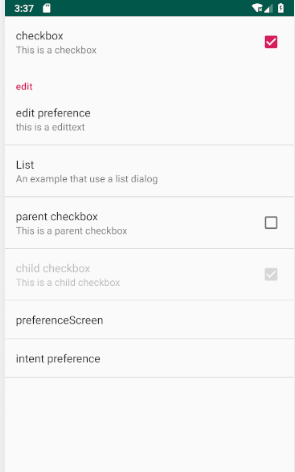 3:37
checkbox
This is a checkbox
edit
edit preference
this is a edittext
List
An example that use a list dialog
parent checkbox
This is a parent checkbox
child checkbox
This is a child checkbox
preferenceScreen
intent preference